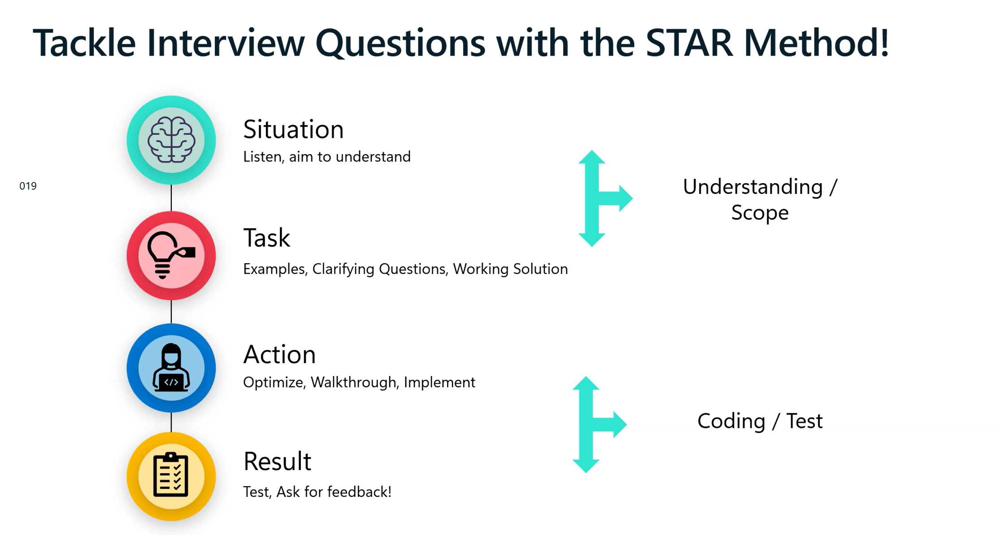 Tackle Interview Questions with the STAR Method!
Situation
Listen, aim to understand
019
Understanding /
Scope
Task
Examples, Clarifying Questions, Working Solution
Action
</>
Optimize, Walkthrough, Implement
Coding / Test
Result
Test, Ask for feedback!